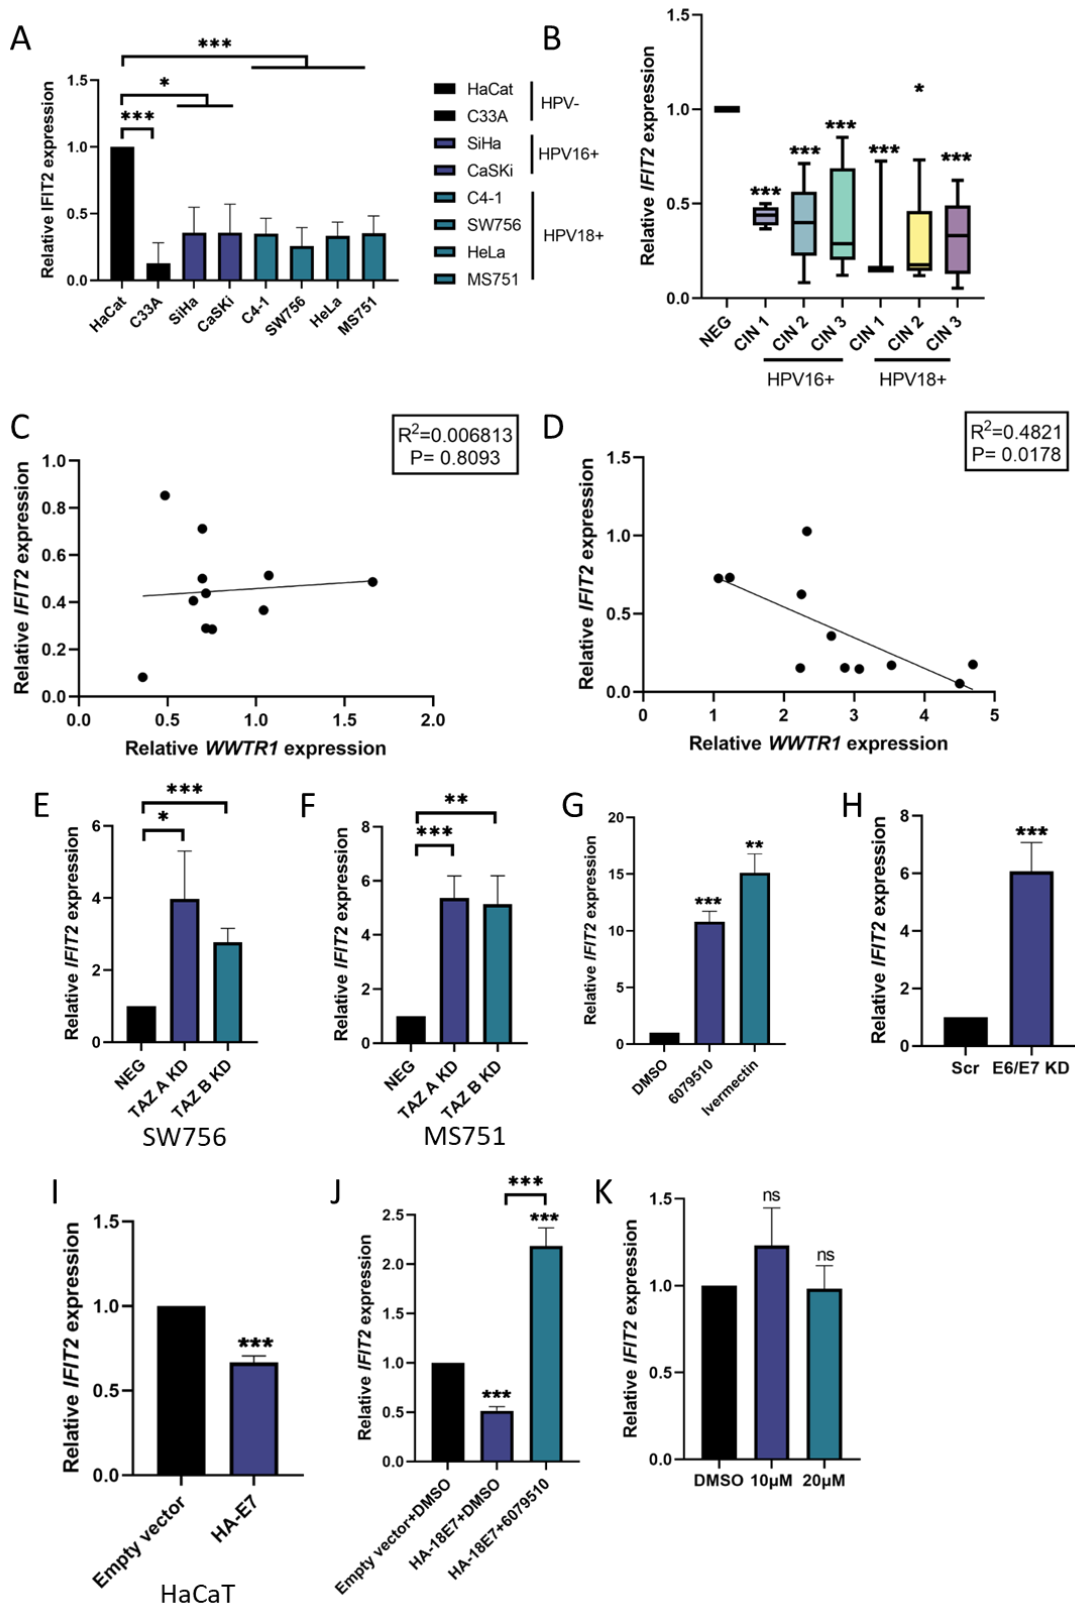 A
***
*
***
Relative IFIT2 expression
1.5
1.0
0.5
0.0
HaCat
C33A
SiHa
CaSKi
C4-1
SW756
HeLa
MS751
HaCat
C33A
SiHa
CaSKi
C4-1
SW756
HeLa
MS751
HPV-
HPV16+
HPV18+
B
Relative IFIT2 expression
1.5
1.0
0.5
0.0
***
***
***
***
*
***
NEG
CIN 1
CIN 2
CIN 3
CIN 1
CIN 2
CIN 3
HPV16+
HPV18+
C
R²=0.006813
P= 0.8093
Relative IFIT2 expression
1.0
0.8
0.6
0.4
0.2
0.0
0.0 0.5 1.0 1.5 2.0
Relative WWTR1 expression
D
R²=0.4821
P= 0.0178
Relative IFIT2 expression
1.5
1.0
0.5
0.0
0 1 2 3 4 5
Relative WWTR1 expression
E
***
*
Relative IFIT2 expression
6
4
2
0
NEG
TAZ A KD
TAZ B KD
SW756
F
**
***
Relative IFIT2 expression
8
6
4
2
0
NEG
TAZ A KD
TAZ B KD
MS751
G
Relative IFIT2 expression
20
15
10
5
0
***
**
DMSO
6079510
Ivermectin
H
Relative IFIT2 expression
8
6
4
2
0
***
Scr E6/E7 KD
I
Relative IFIT2 expression
1.5
1.0
0.5
0.0
***
Empty vector
HA-E7
HaCaT
J
***
***
***
Relative IFIT2 expression
2.5
2.0
1.5
1.0
0.5
0.0
Empty vector+DMSO
HA-18E7+DMSO
HA-18E7+6079510
K
Relative IFIT2 expression
1.5
1.0
0.5
0.0
ns
ns
DMSO 10μM 20μM